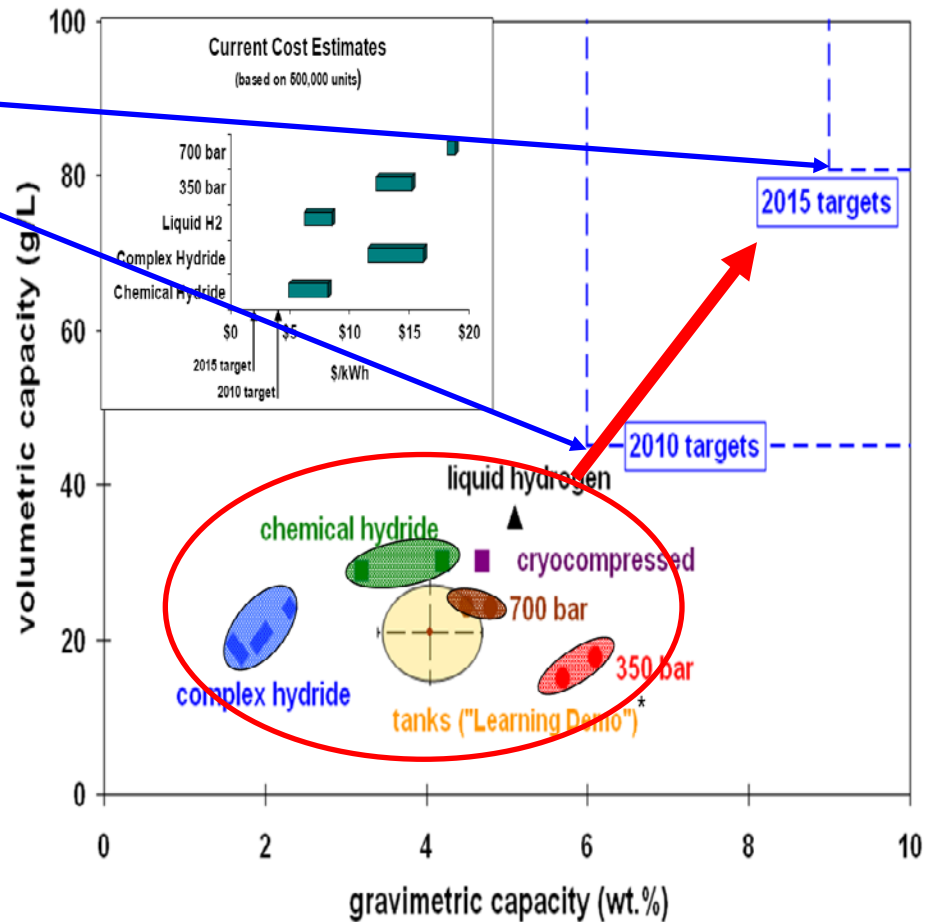 100
80
60
40
20
0
volumetric capacity (g/L)
Current Cost Estimates
(based on 500,000 units)
700 bar
350 bar
Liquid H2
Complex Hydride
Chemical Hydride
$0 $5 $10 $15 $20
2015 target
$/kWh
2010 target
2015 targets
2010 targets
liquid hydrogen
chemical hydride
cryocompressed
700 bar
350 bar
complex hydride
*
tanks ("Learning Demo")
0 2 4 6 8 10
gravimetric capacity (wt.%)